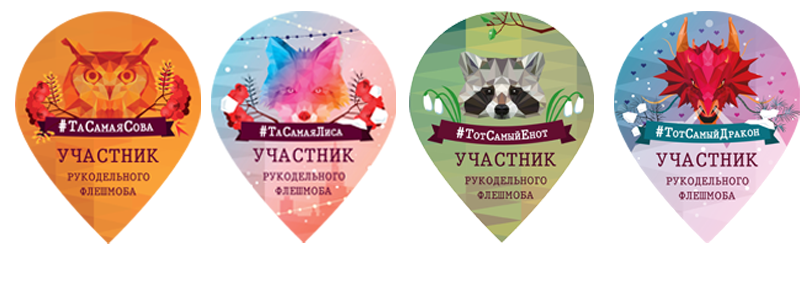 #ТаСамаяСова
УЧАСТНИК
РУКОДЕЛЬНОГО
ФЛЕШМОБА
#ТаСамаяЛиса
УЧАСТНИК
РУКОДЕЛЬНОГО
ФЛЕШМОБА
#ТотСамыйЕнот
УЧАСТНИК
РУКОДЕЛЬНОГО
ФЛЕШМОБА
#ТотСамыйДракон
УЧАСТНИК
РУКОДЕЛЬНОГО
ФЛЕШМОБА